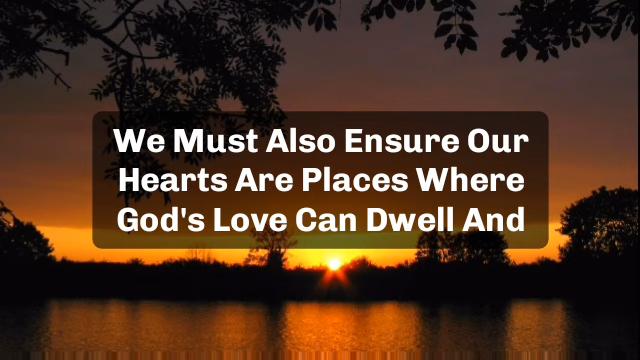 We Must Also Ensure Our
Hearts Are Places Where
God's Love Can Dwell And